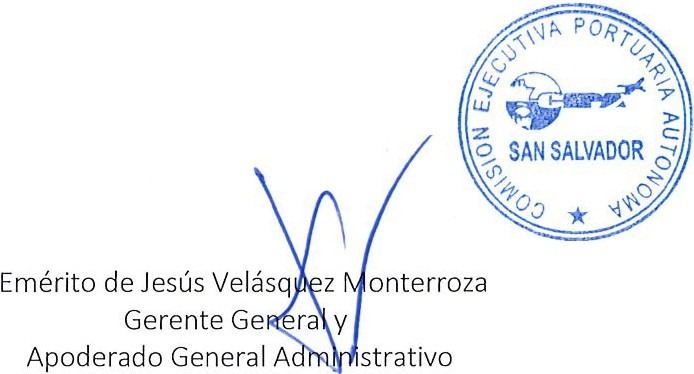 COMISION EJECUTIVA PORTUARIA AUTONOMA
SAN SALVADOR
Emérito de Jesús Velásquez Monterroza
Gerente General y
Apoderado General Administrativo